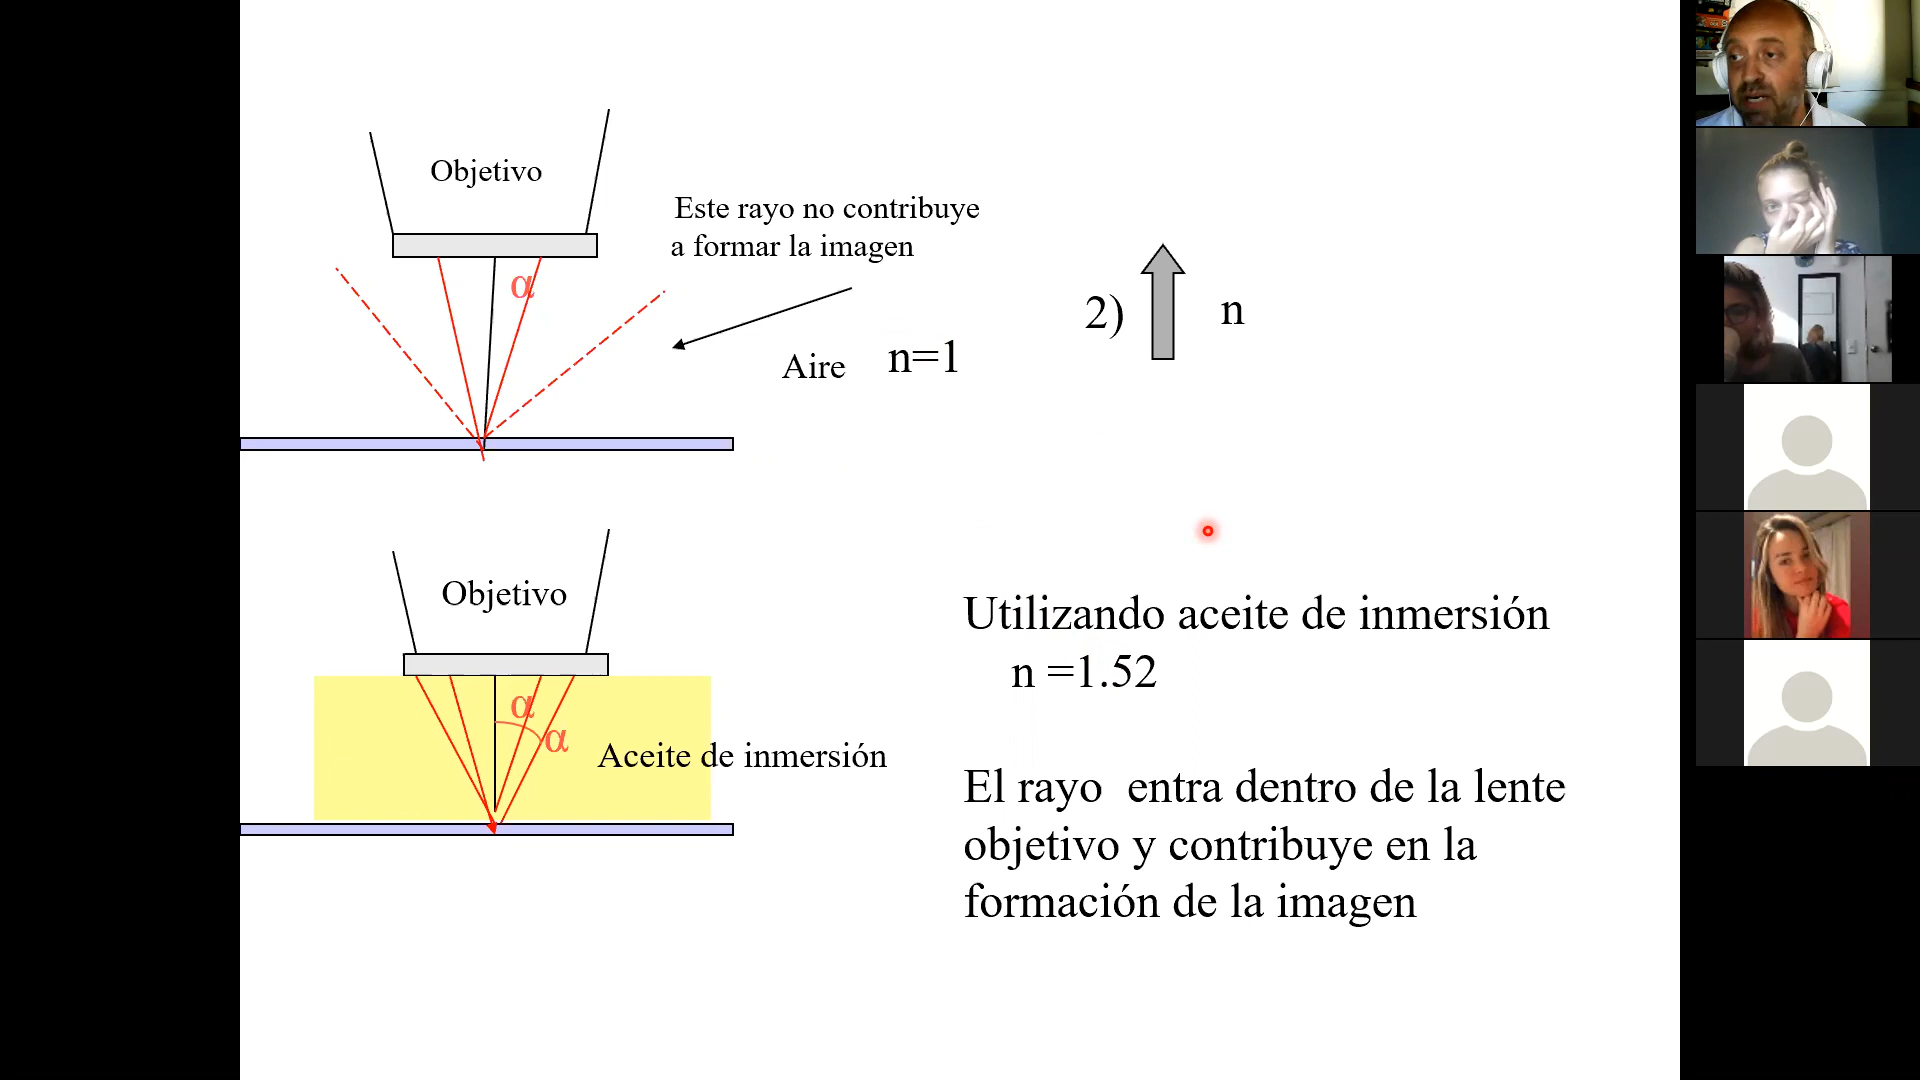 Objetivo
Este rayo no contribuye
a formar la imagen
α
Aire n=1
2) n
Objetivo
α
α
Aceite de inmersión
Utilizando aceite de inmersión
n =1.52
El rayo entra dentro de la lente
objetivo y contribuye en la
formación de la imagen